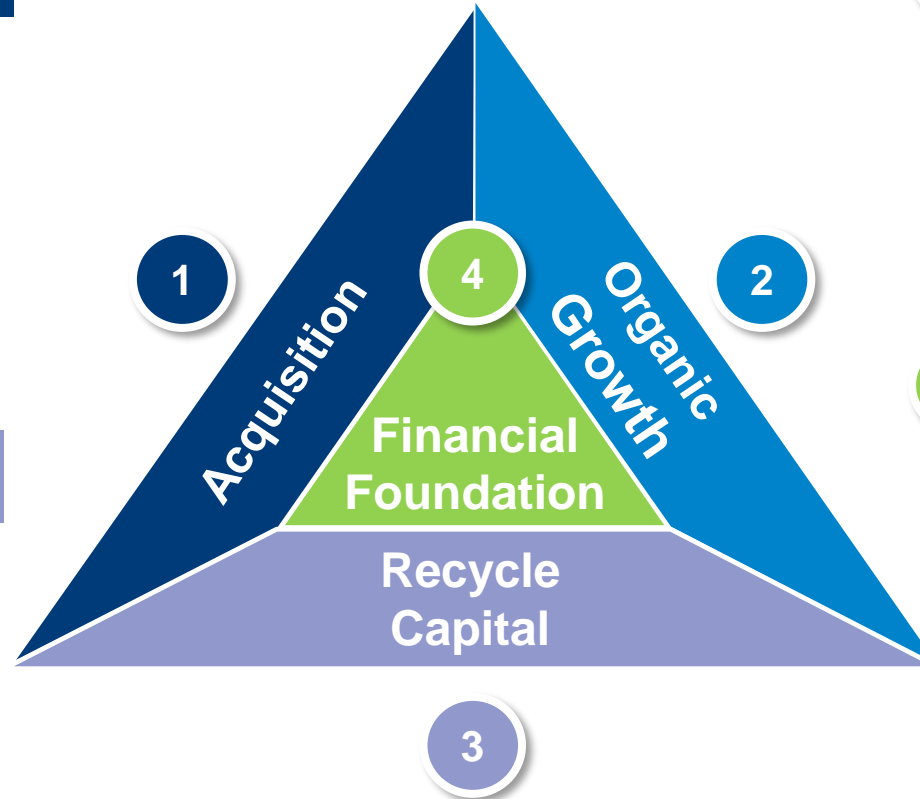 1
Acquisition
4
Organic
Growth
2
Financial
Foundation
Recycle
Capital
3